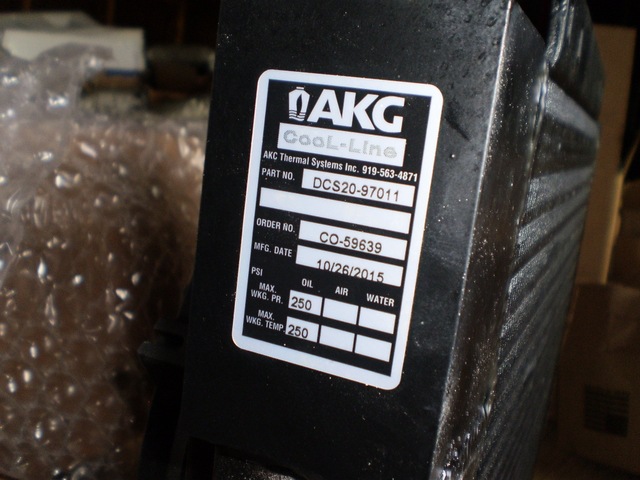 AKG
CooL-Line
AKG Thermal Systems Inc. 919-563-4871
PART NO. DCS20-97011
ORDER NO. CO-59639
MFG. DATE 10/26/2015
PSI OIL AIR WATER
MAX. WKG. PR. 250
MAX. WKG. TEMP. 250